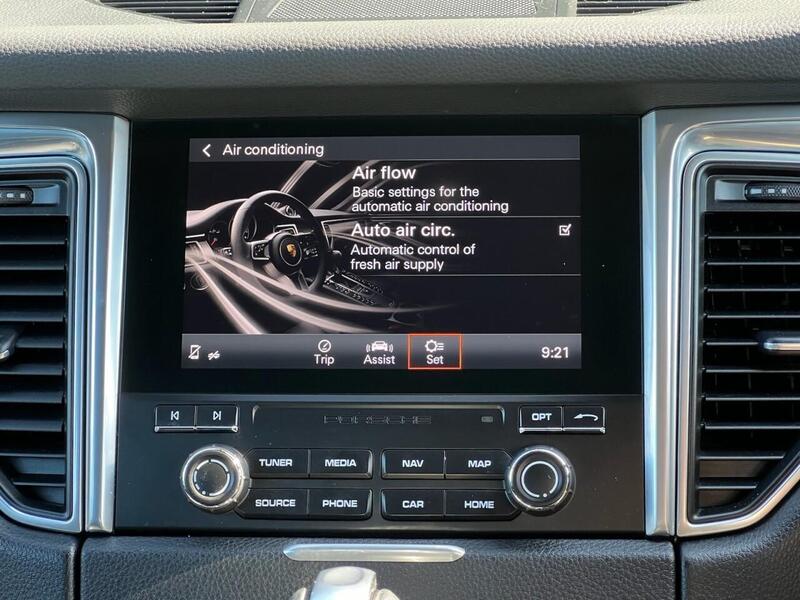 Air conditioning
Air flow
Basic settings for the
automatic air conditioning
Auto air circ.
Automatic control of
fresh air supply
Trip Assist Set 9:21
PORSCHE
OPT
TUNER MEDIA NAV MAP
SOURCE PHONE CAR HOME